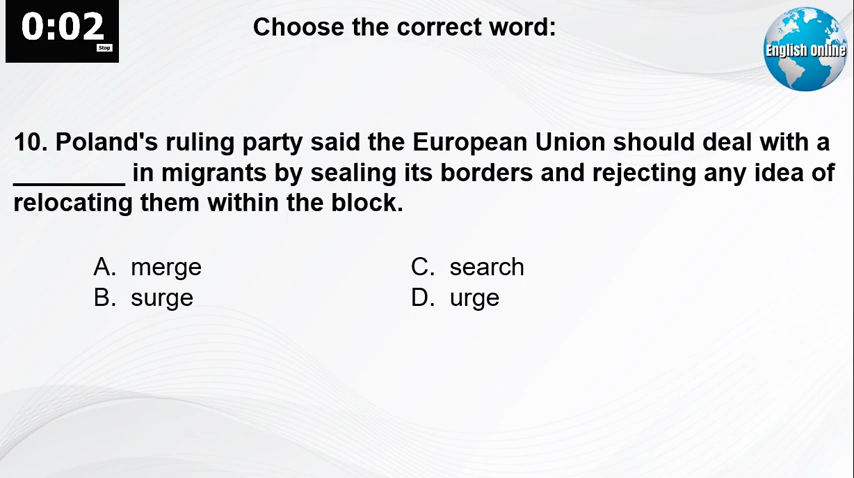 0:02
Stop
Choose the correct word:
English Online
10. Poland's ruling party said the European Union should deal with a
________ in migrants by sealing its borders and rejecting any idea of
relocating them within the block.
A. merge
B. surge
C. search
D. urge